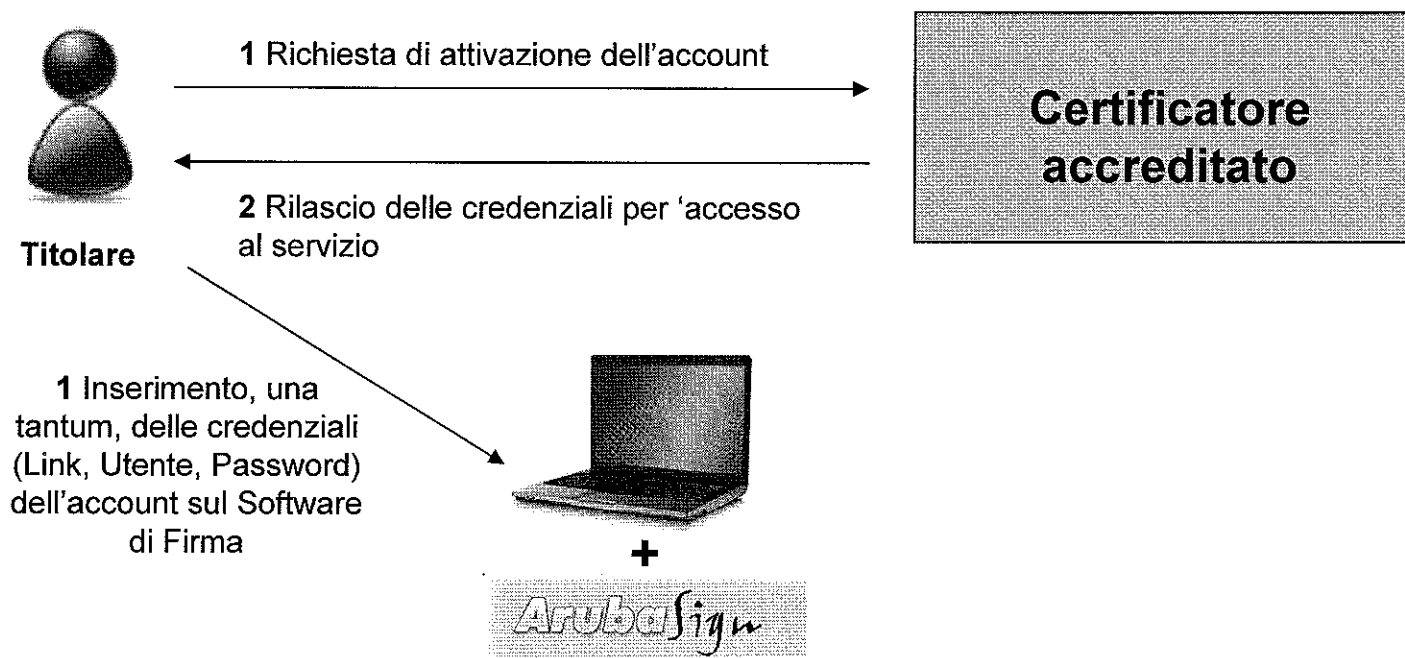 1 Richiesta di attivazione dell'account
Certificatore
accreditato
2 Rilascio delle credenziali per 'accesso
al servizio
Titolare
1 Inserimento, una
tantum, delle credenziali
(Link, Utente, Password)
dell'account sul Software
di Firma
+
ArubaSign